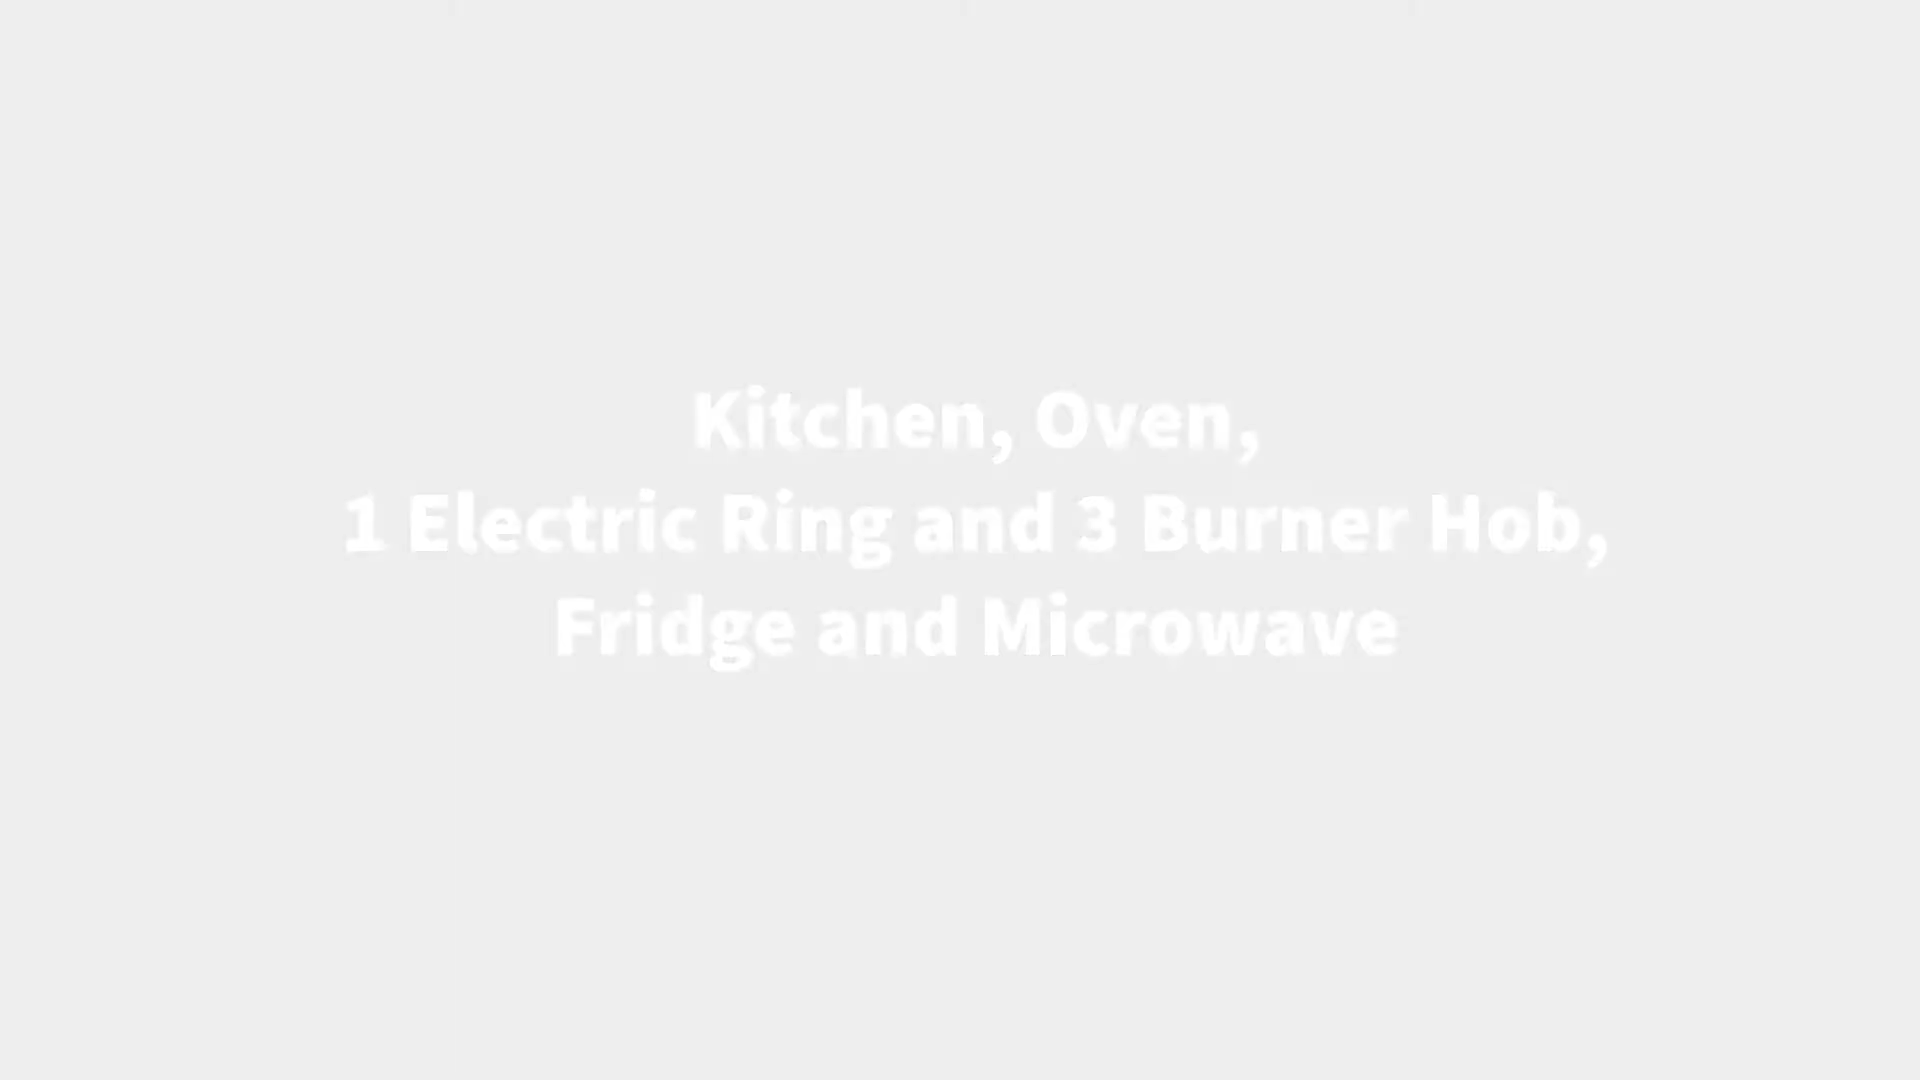 Kitchen, Oven,
1 Electric Ring and 3 Burner Hob,
Fridge and Microwave